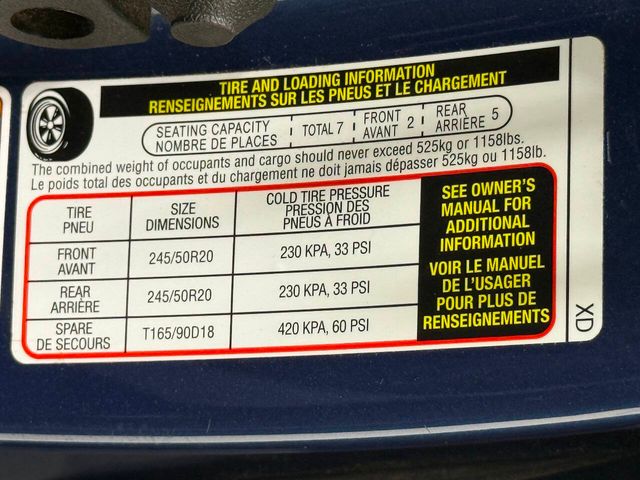 TIRE AND LOADING INFORMATION
RENSEIGNEMENTS SUR LES PNEUS ET LE CHARGEMENT
SEATING CAPACITY
NOMBRE DE PLACES
TOTAL 7
FRONT
AVANT 2
REAR
ARRIÈRE 5
The combined weight of occupants and cargo should never exceed 525kg or 1158lbs.
Le poids total des occupants et du chargement ne doit jamais dépasser 525kg ou 1158lb.
TIRE
PNEU
SIZE
DIMENSIONS
COLD TIRE PRESSURE
PRESSION DES
PNEUS À FROID
FRONT
AVANT
245/50R20
230 KPA, 33 PSI
REAR
ARRIÈRE
245/50R20
230 KPA, 33 PSI
SPARE
DE SECOURS
T165/90D18
420 KPA, 60 PSI
SEE OWNER'S
MANUAL FOR
ADDITIONAL
INFORMATION
VOIR LE MANUEL
DE L'USAGER
POUR PLUS DE
RENSEIGNEMENTS
XD